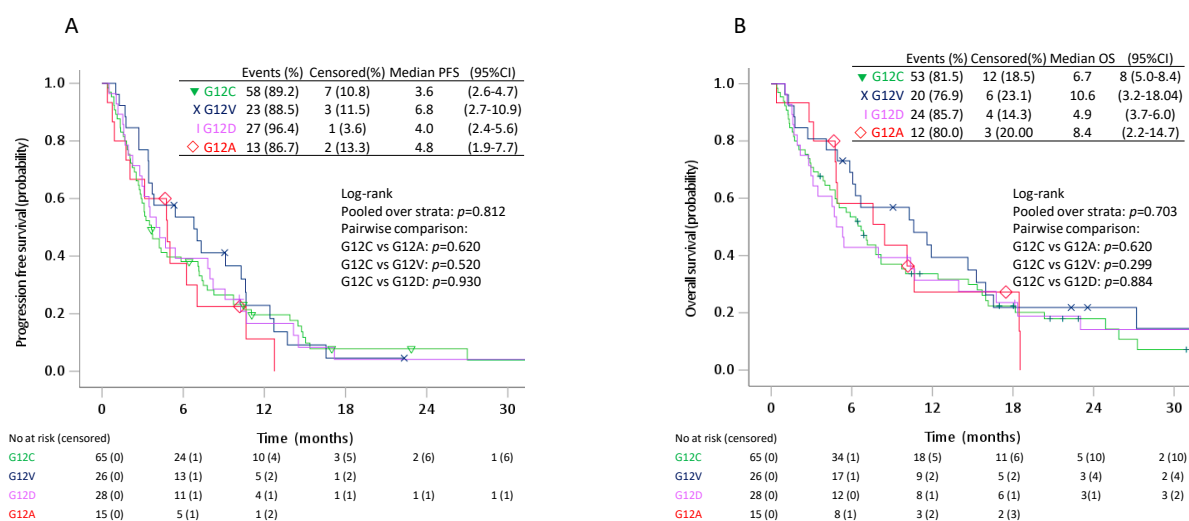 A
Events (%) Censored(%) Median PFS (95%CI)
G12C 58 (89.2) 7 (10.8) 3.6 (2.6-4.7)
G12V 23 (88.5) 3 (11.5) 6.8 (2.7-10.9)
G12D 27 (96.4) 1 (3.6) 4.0 (2.4-5.6)
G12A 13 (86.7) 2 (13.3) 4.8 (1.9-7.7)
Log-rank
Pooled over strata: p=0.812
Pairwise comparison:
G12C vs G12A: p=0.620
G12C vs G12V: p=0.520
G12C vs G12D: p=0.930
Progression free survival (probability)
1.0
0.8
0.6
0.4
0.2
0.0
0 6 12 18 24 30
Time (months)
No at risk (censored)
G12C 65 (0) 24 (1) 10 (4) 3 (5) 2 (6) 1 (6)
G12V 26 (0) 13 (1) 5 (2) 1 (2)
G12D 28 (0) 11 (1) 4 (1) 1 (1) 1 (1) 1 (1)
G12A 15 (0) 5 (1) 1 (2)
B
Events (%) Censored(%) Median OS (95%CI)
G12C 53 (81.5) 12 (18.5) 6.7 8 (5.0-8.4)
G12V 20 (76.9) 6 (23.1) 10.6 (3.2-18.04)
G12D 24 (85.7) 4 (14.3) 4.9 (3.7-6.0)
G12A 12 (80.0) 3 (20.00 8.4 (2.2-14.7)
Log-rank
Pooled over strata: p=0.703
Pairwise comparison:
G12C vs G12A: p=0.620
G12C vs G12V: p=0.299
G12C vs G12D: p=0.884
Overall survival (probability)
1.0
0.8
0.6
0.4
0.2
0.0
0 6 12 18 24 30
Time (months)
No at risk (censored)
G12C 65 (0) 34 (1) 18 (5) 11 (6) 5 (10) 2 (10)
G12V 26 (0) 17 (1) 9 (2) 5 (2) 3 (4) 2 (4)
G12D 28 (0) 12 (0) 8 (1) 6 (1) 3(1) 3 (2)
G12A 15 (0) 8 (1) 3 (2) 2 (3)